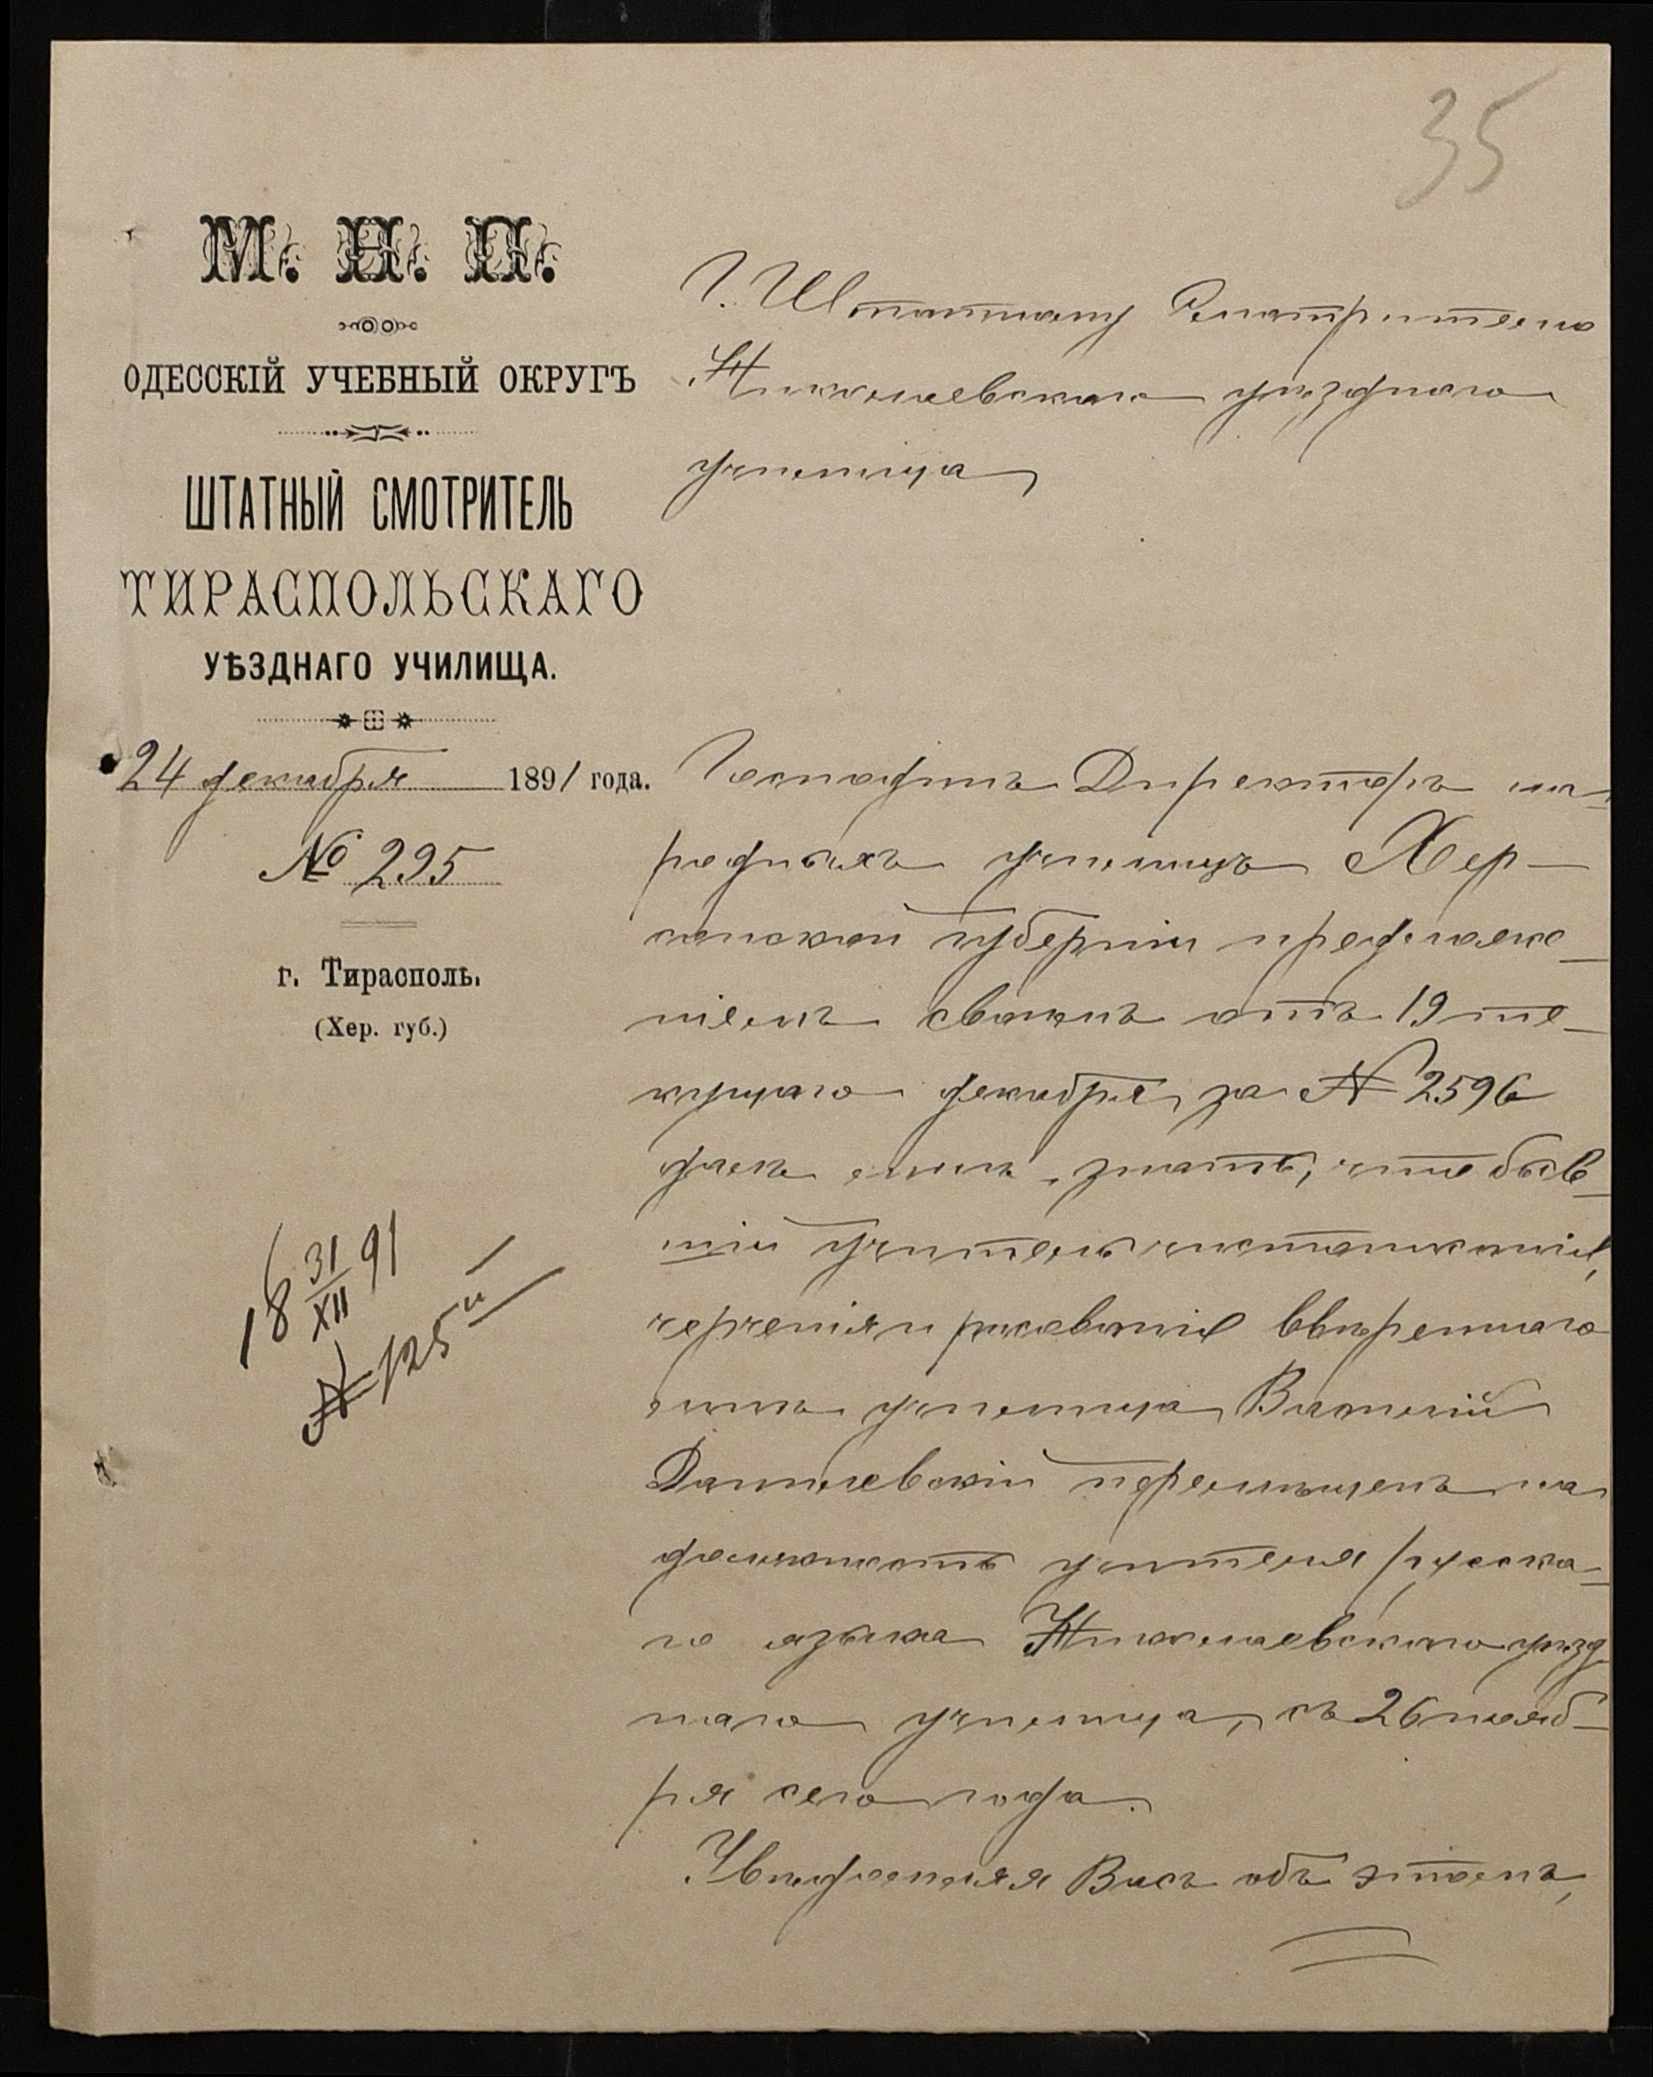 35
М. Н. П.
ОДЕССКІЙ УЧЕБНЫЙ ОКРУГЪ
ШТАТНЫЙ СМОТРИТЕЛЬ
ТИРАСПОЛЬСКАГО
УѢЗДНАГО УЧИЛИЩА.
24 декабря 1891 года.
№ 295
г. Тирасполь.
(Хер. губ.)
18 31/XII 91
№ 125
Г. Штатному Смотрителю
Николаевскаго уѣзднаго
училища
Господинъ Директоръ на-
родныхъ училищъ Хер-
сонской губерніи предложе-
ніемъ своимъ отъ 19 те-
кущаго декабря за № 2596
далъ мнѣ знать, что быв-
шій учитель чистописанія,
черченія и рисованія ввѣреннаго
мнѣ училища Василій
Данилевскій перемѣщенъ на
должность учителя русска-
го языка Николаевскаго уѣзд
наго училища, съ 26 нояб-
ря сего года.
Увѣдомляя Васъ объ этомъ,